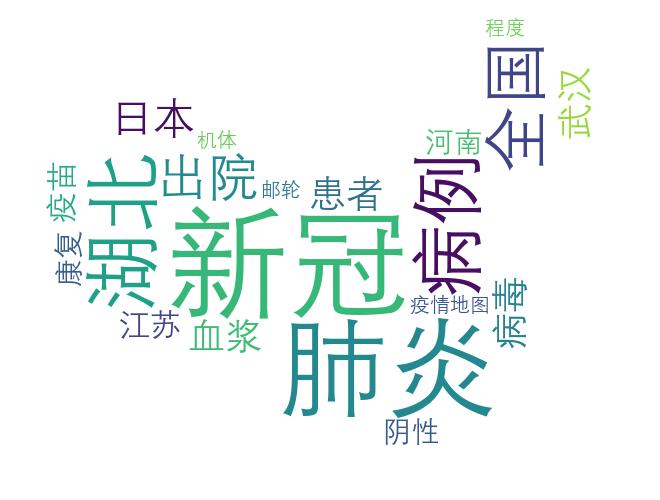 程度
全国
武汉
日本
机体
河南
疫苗
湖北
出院
邮轮
患者
病例
新冠
康复
江苏
血浆
疫情地图
病毒
肺炎
阴性